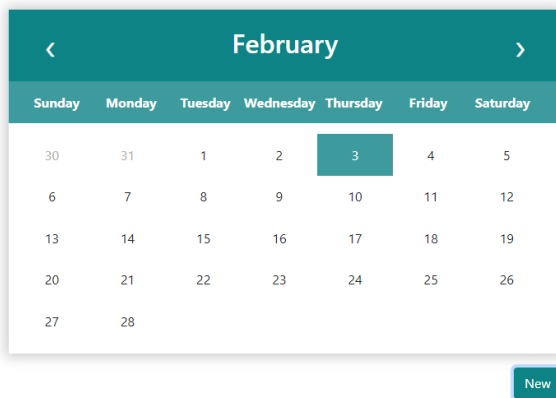 ‹ February ›
Sunday Monday Tuesday Wednesday Thursday Friday Saturday
30 31 1 2 3 4 5
6 7 8 9 10 11 12
13 14 15 16 17 18 19
20 21 22 23 24 25 26
27 28
New